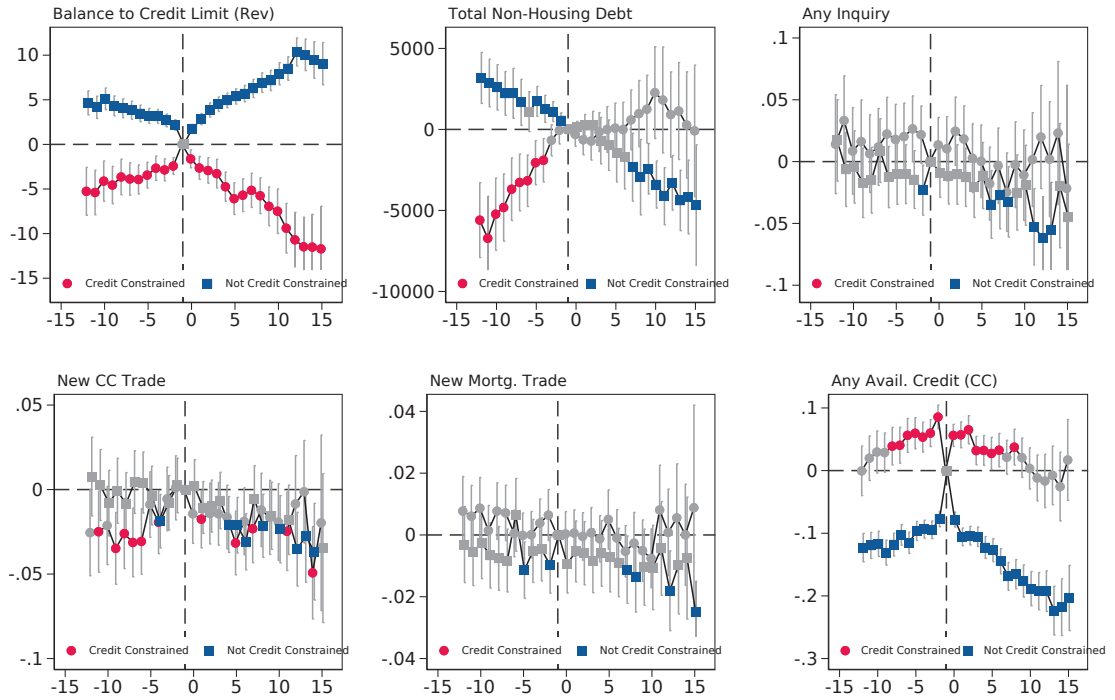 Balance to Credit Limit (Rev)
10
5
0
-5
-10
-15
Credit Constrained
Not Credit Constrained
-15 -10 -5 0 5 10 15
Total Non-Housing Debt
5000
0
-5000
-10000
Credit Constrained
Not Credit Constrained
-15 -10 -5 0 5 10 15
Any Inquiry
.1
.05
0
-.05
-.1
Credit Constrained
Not Credit Constrained
-15 -10 -5 0 5 10 15
New CC Trade
.05
0
-.05
-.1
Credit Constrained
Not Credit Constrained
-15 -10 -5 0 5 10 15
New Mortg. Trade
.04
.02
0
-.02
-.04
Credit Constrained
Not Credit Constrained
-15 -10 -5 0 5 10 15
Any Avail. Credit (CC)
.1
0
-.1
-.2
-.3
Credit Constrained
Not Credit Constrained
-15 -10 -5 0 5 10 15